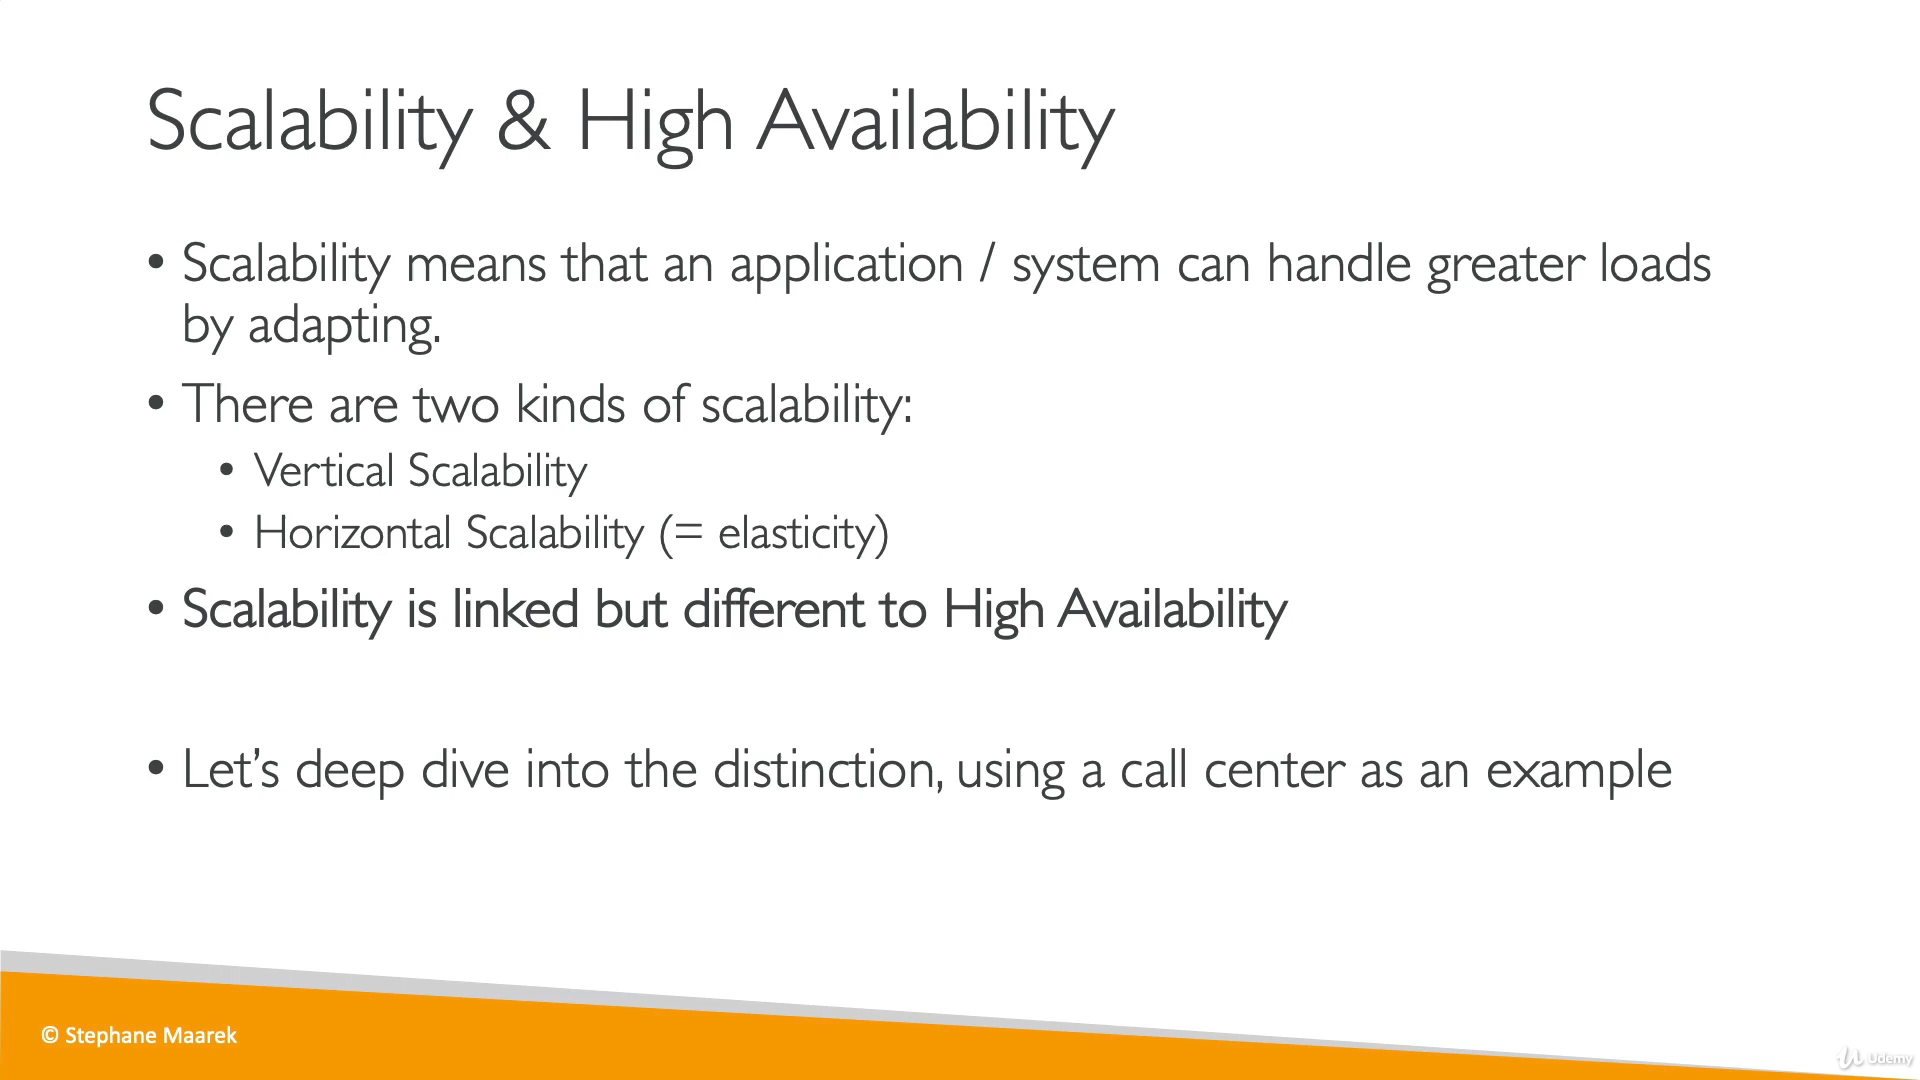 Scalability & High Availability
• Scalability means that an application / system can handle greater loads
by adapting.
• There are two kinds of scalability:
• Vertical Scalability
• Horizontal Scalability (= elasticity)
• Scalability is linked but different to High Availability
• Let’s deep dive into the distinction, using a call center as an example
© Stephane Maarek
Udemy